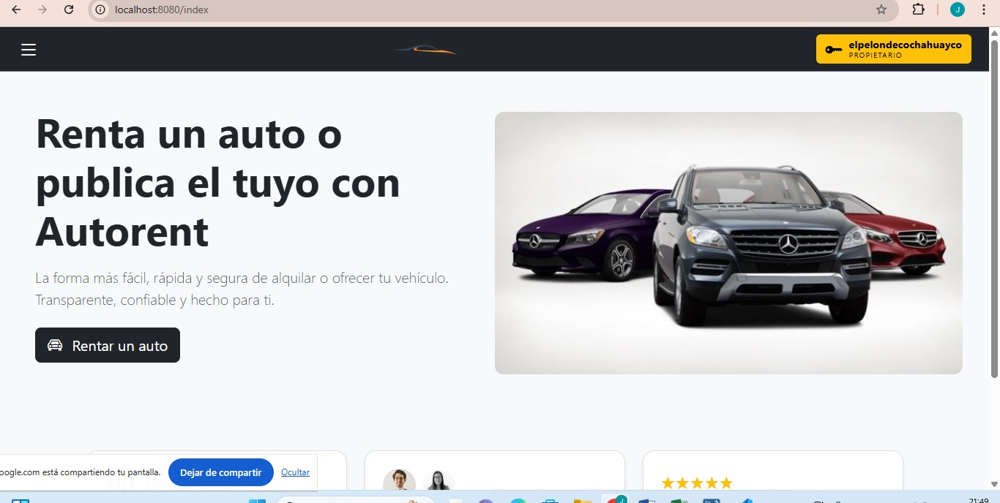 localhost:8080/index
J
elpelondecochahuayco
PROPIETARIO
Renta un auto o
publica el tuyo con
Autorent
La forma más fácil, rápida y segura de alquilar o ofrecer tu vehículo.
Transparente, confiable y hecho para ti.
Rentar un auto
oogle.com está compartiendo tu pantalla.
Dejar de compartir
Ocultar
J
21:49